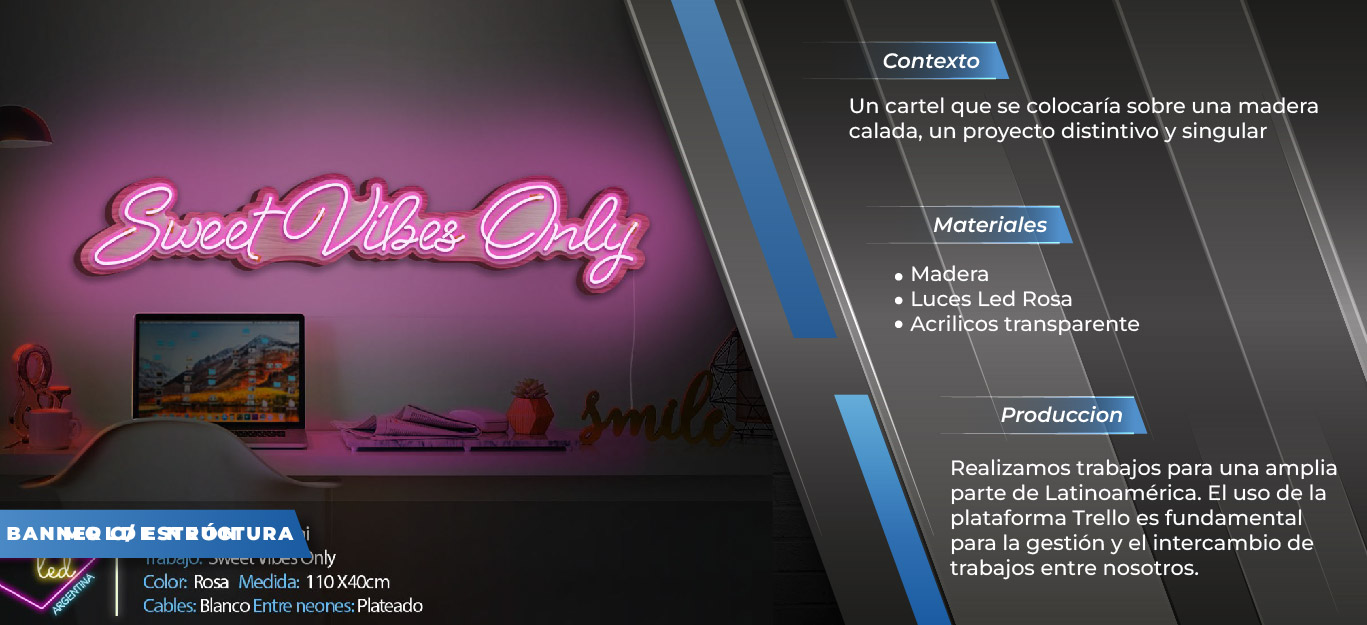 Sweet Vibes Only
smile
led
ARGENTINA
Trabajo: Sweet Vibes Only
Color: Rosa Medida: 110 X40cm
Cables: Blanco Entre neones: Plateado
Contexto
Un cartel que se colocaría sobre una madera
calada, un proyecto distintivo y singular
Materiales
• Madera
• Luces Led Rosa
• Acrilicos transparente
Produccion
Realizamos trabajos para una amplia
parte de Latinoamérica. El uso de la
plataforma Trello es fundamental
para la gestión y el intercambio de
trabajos entre nosotros.